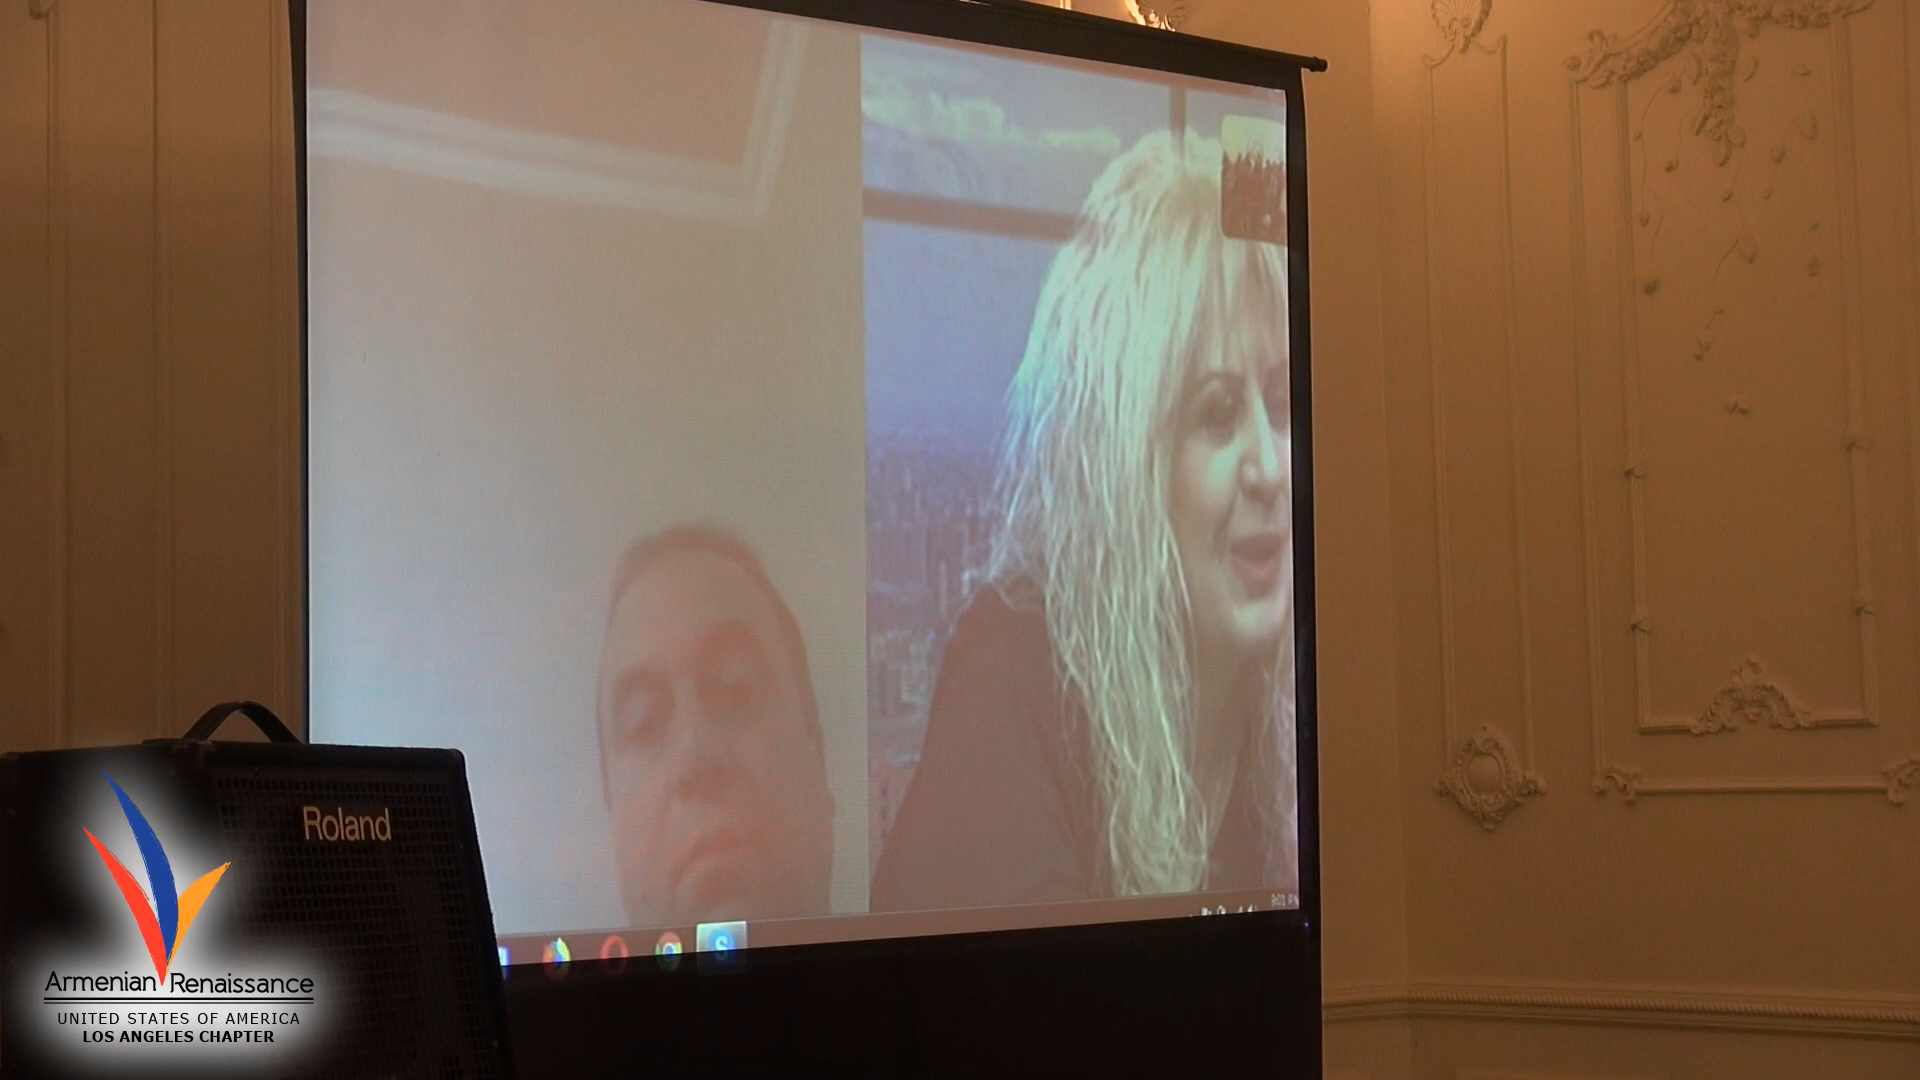 Roland
Armenian Renaissance
UNITED STATES OF AMERICA
LOS ANGELES CHAPTER